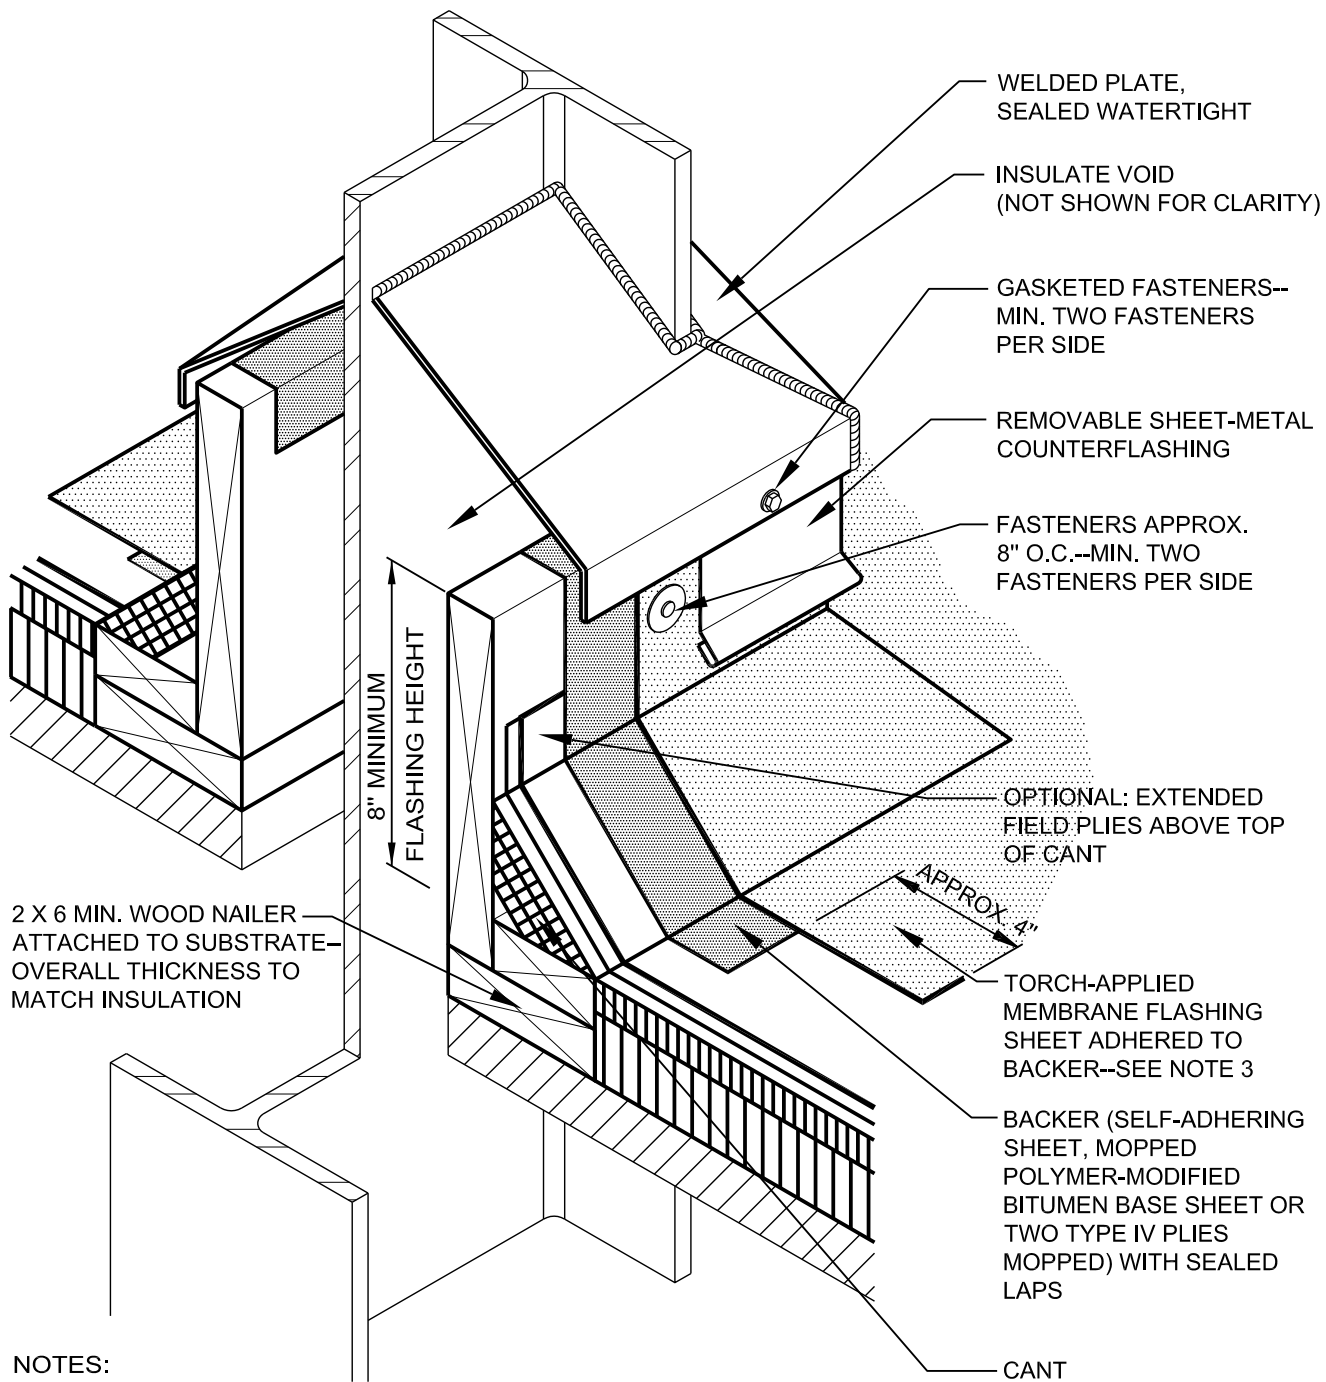 WELDED PLATE,
SEALED WATERTIGHT
INSULATE VOID
(NOT SHOWN FOR CLARITY)
GASKETED FASTENERS--
MIN. TWO FASTENERS
PER SIDE
REMOVABLE SHEET-METAL
COUNTERFLASHING
FASTENERS APPROX.
8" O.C.--MIN. TWO
FASTENERS PER SIDE
8" MINIMUM
FLASHING HEIGHT
OPTIONAL: EXTENDED
FIELD PLIES ABOVE TOP
OF CANT
APPROX. 4"
2 X 6 MIN. WOOD NAILER
ATTACHED TO SUBSTRATE–
OVERALL THICKNESS TO
MATCH INSULATION
TORCH-APPLIED
MEMBRANE FLASHING
SHEET ADHERED TO
BACKER--SEE NOTE 3
BACKER (SELF-ADHERING
SHEET, MOPPED
POLYMER-MODIFIED
BITUMEN BASE SHEET OR
TWO TYPE IV PLIES
MOPPED) WITH SEALED
LAPS
CANT
NOTES: